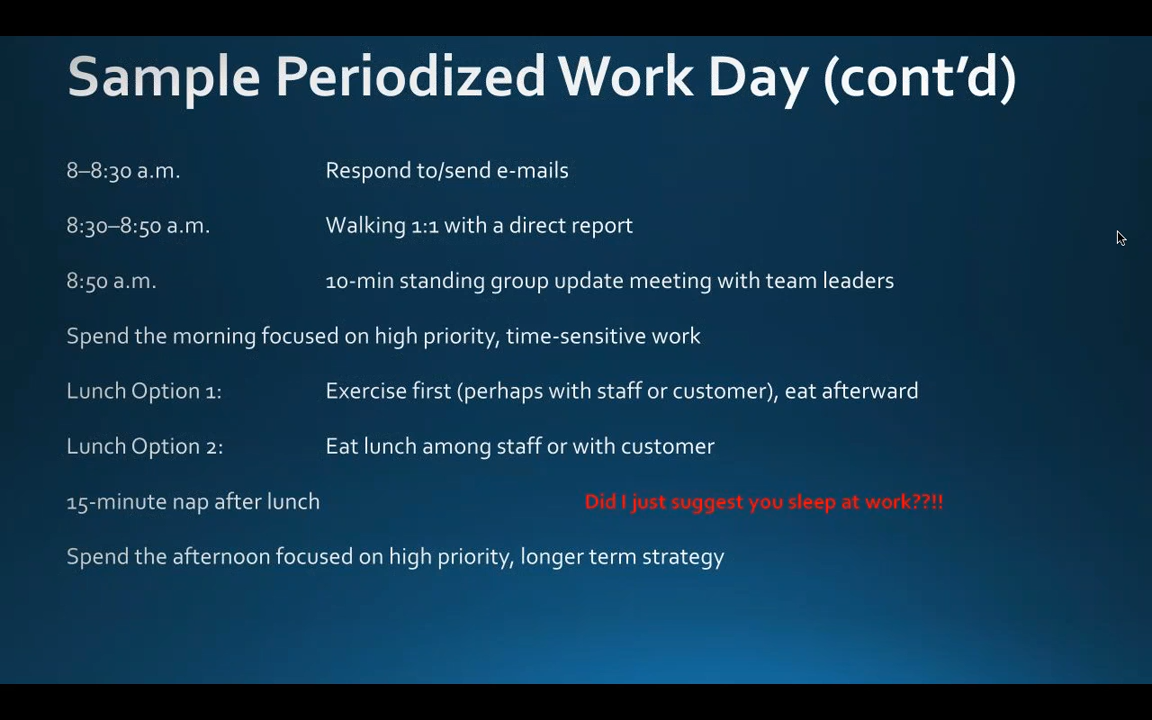 Sample Periodized Work Day (cont’d)
8–8:30 a.m. Respond to/send e-mails
8:30–8:50 a.m. Walking 1:1 with a direct report
8:50 a.m. 10-min standing group update meeting with team leaders
Spend the morning focused on high priority, time-sensitive work
Lunch Option 1: Exercise first (perhaps with staff or customer), eat afterward
Lunch Option 2: Eat lunch among staff or with customer
15-minute nap after lunch Did I just suggest you sleep at work??!!
Spend the afternoon focused on high priority, longer term strategy